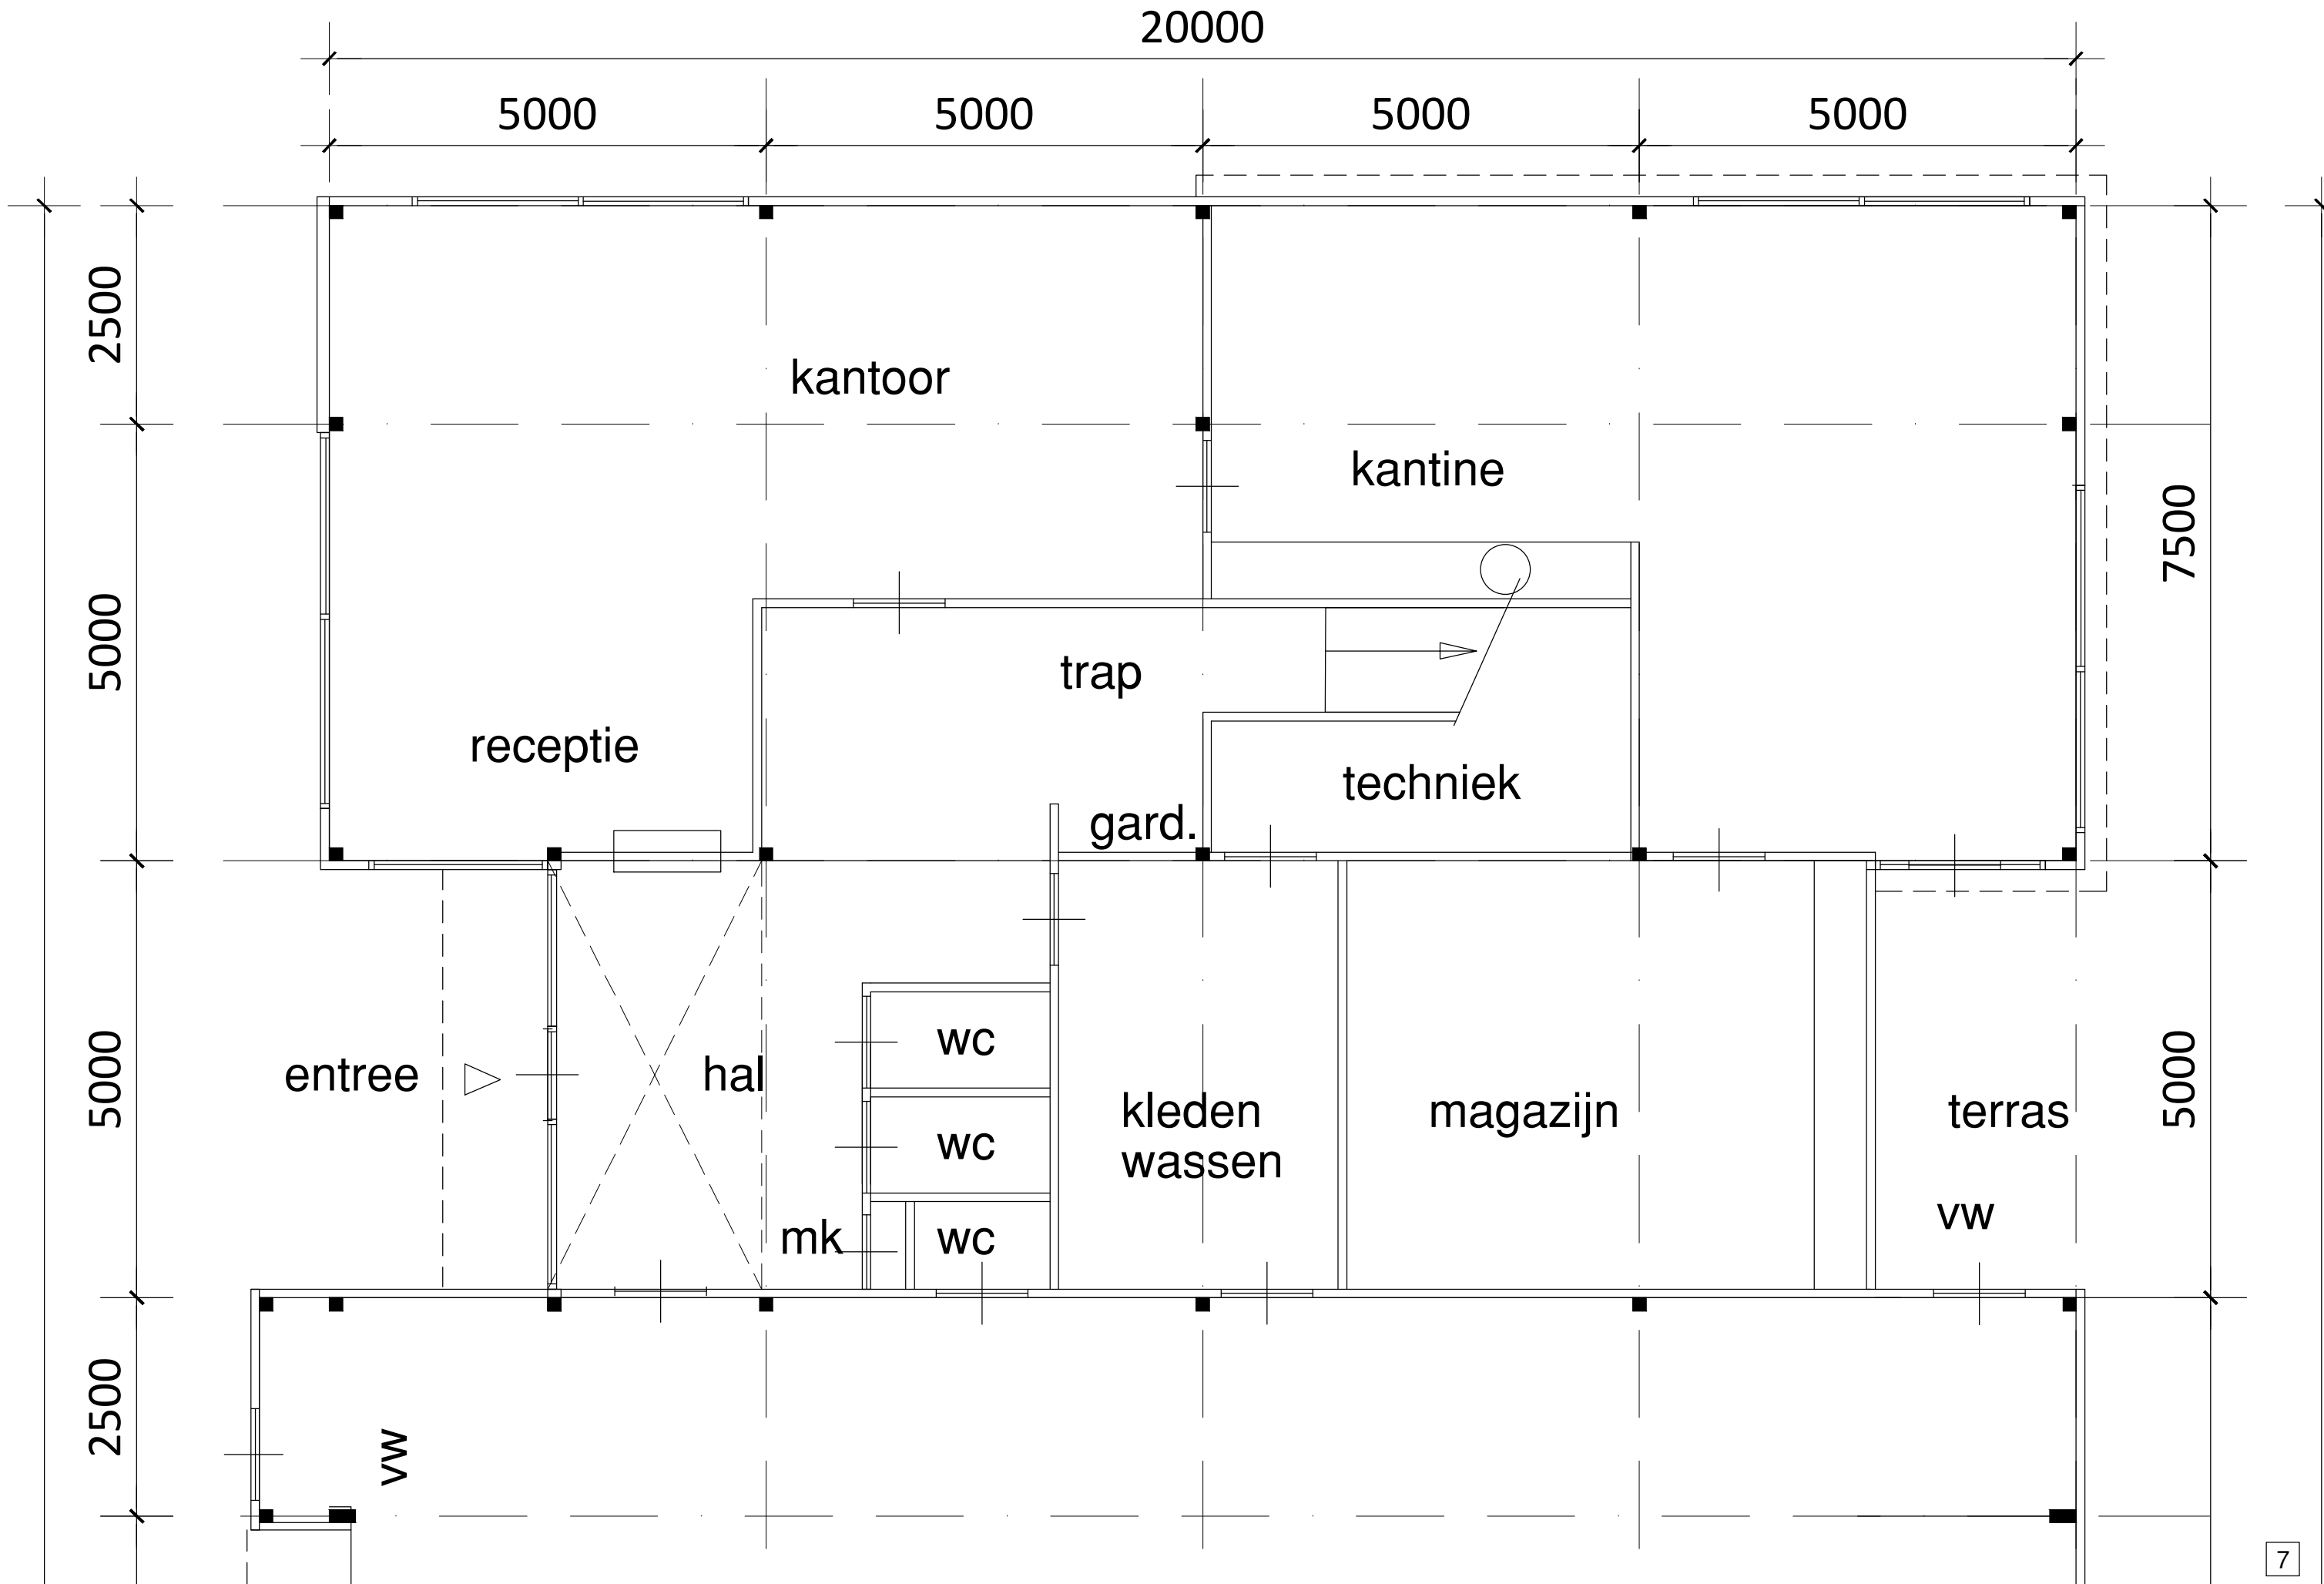 20000
5000 5000 5000 5000
2500
kantoor
kantine
7500
5000
trap
receptie
techniek
gard.
wc
hal
entree
5000
kleden
wassen
magazijn
terras
5000
wc
vw
mk
wc
2500
vw
7